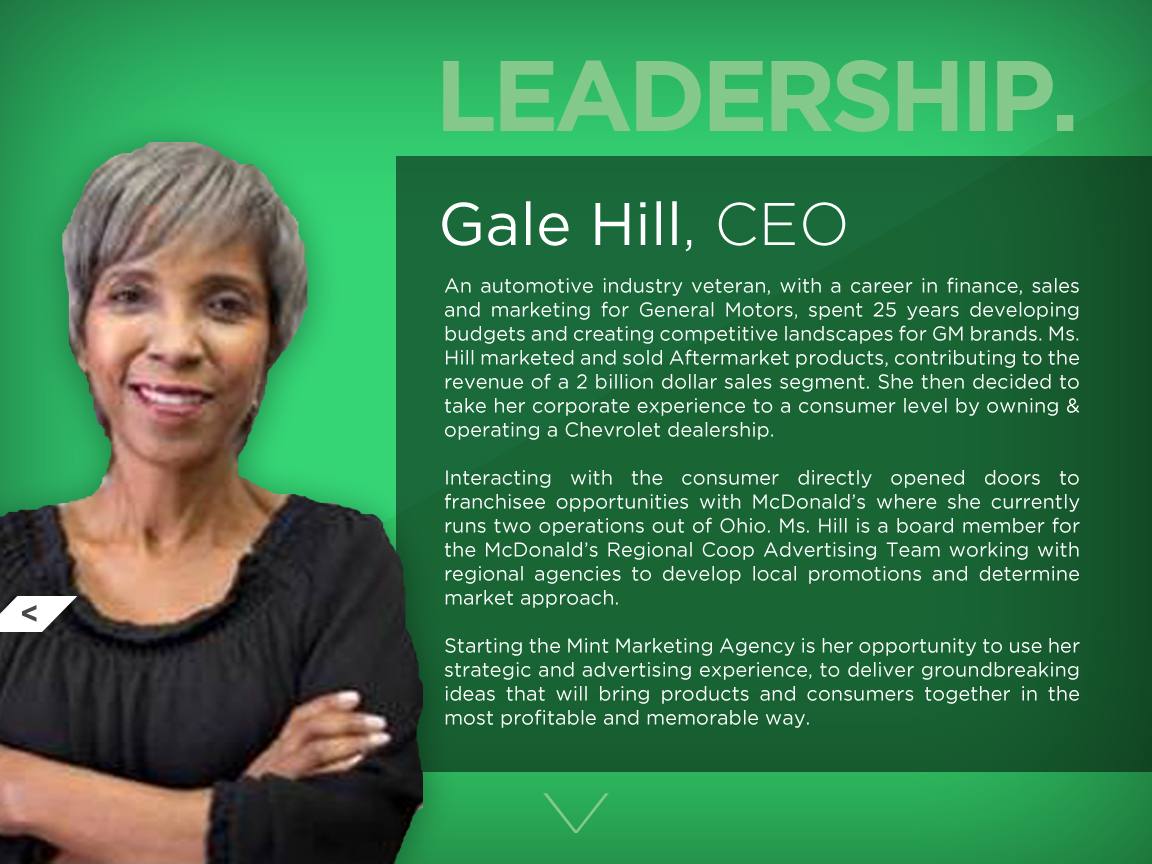 LEADERSHIP.
Gale Hill, CEO
An automotive industry veteran, with a career in finance, sales
and marketing for General Motors, spent 25 years developing
budgets and creating competitive landscapes for GM brands. Ms.
Hill marketed and sold Aftermarket products, contributing to the
revenue of a 2 billion dollar sales segment. She then decided to
take her corporate experience to a consumer level by owning &
operating a Chevrolet dealership.
Interacting with the consumer directly opened doors to
franchisee opportunities with McDonald’s where she currently
runs two operations out of Ohio. Ms. Hill is a board member for
the McDonald’s Regional Coop Advertising Team working with
regional agencies to develop local promotions and determine
market approach.
<
Starting the Mint Marketing Agency is her opportunity to use her
strategic and advertising experience, to deliver groundbreaking
ideas that will bring products and consumers together in the
most profitable and memorable way.